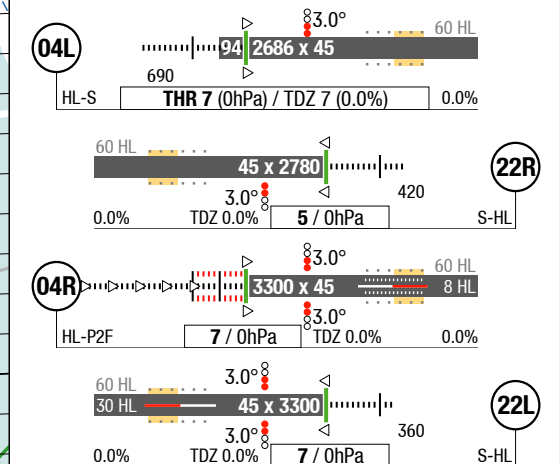 3.0°
60 HL
04L
94 2686 x 45
690
HL-S THR 7 (0hPa) / TDZ 7 (0.0%) 0.0%
60 HL
45 x 2780
22R
3.0°
420
0.0% TDZ 0.0% 5 / 0hPa S-HL
3.0°
60 HL
04R
3300 x 45
8 HL
3.0°
HL-P2F 7 / 0hPa TDZ 0.0% 0.0%
3.0°
60 HL
30 HL
45 x 3300
22L
3.0°
360
0.0% TDZ 0.0% 7 / 0hPa S-HL